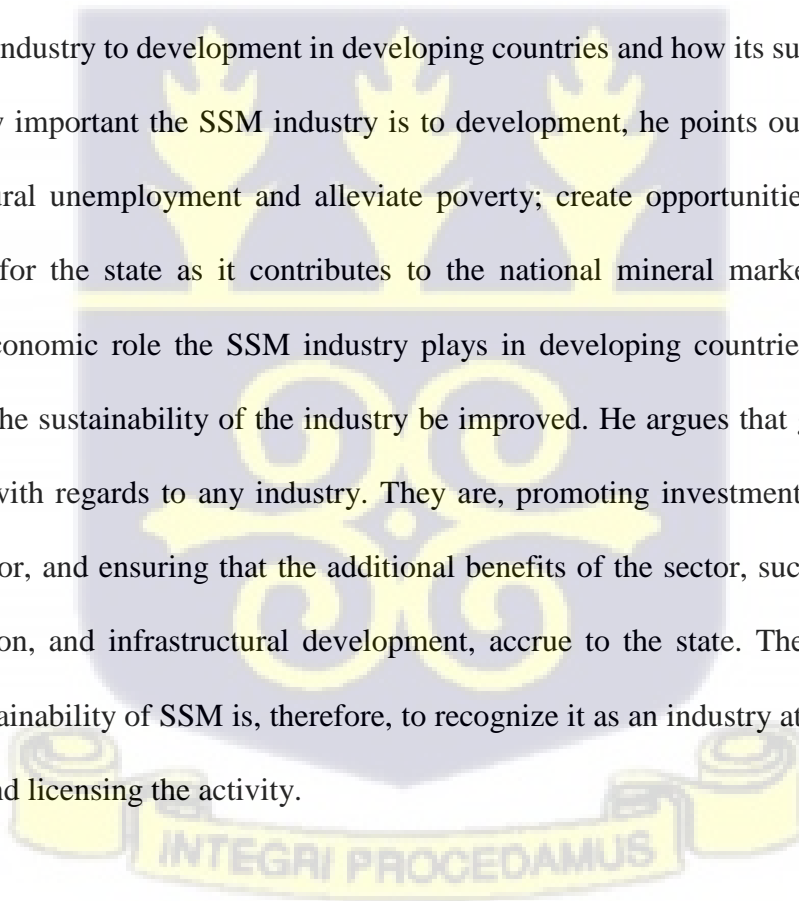 ndustry to development in developing countries and how its su
important the SSM industry is to development, he points ou
ural unemployment and alleviate poverty; create opportunitie
for the state as it contributes to the national mineral marke
conomic role the SSM industry plays in developing countrie
he sustainability of the industry be improved. He argues that
with regards to any industry. They are, promoting investment
or, and ensuring that the additional benefits of the sector, suc
on, and infrastructural development, accrue to the state. The
ainability of SSM is, therefore, to recognize it as an industry at
nd licensing the activity.
INTEGRI PROCEDAMUS